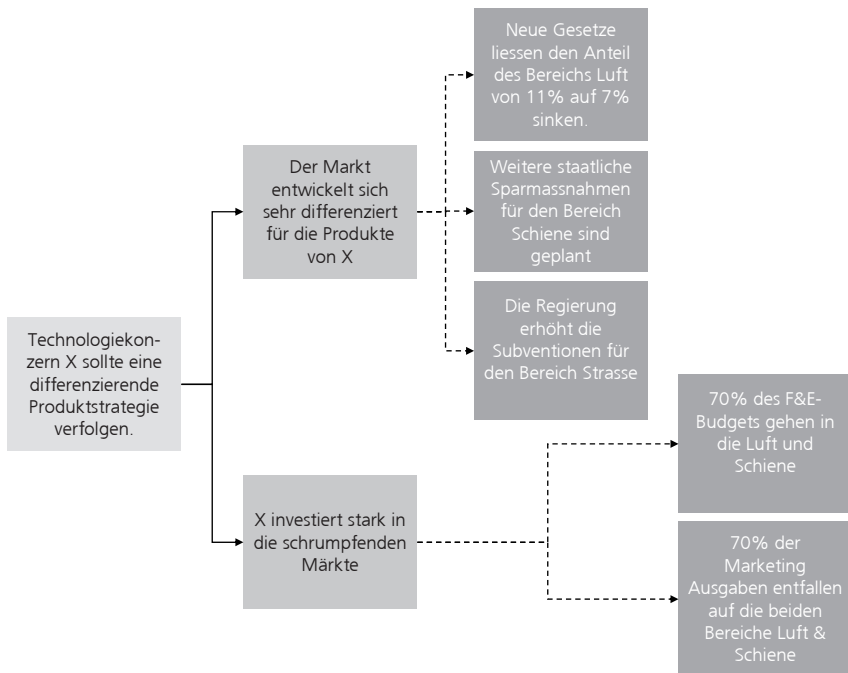 Neue Gesetze
liessen den Anteil
des Bereichs Luft
von 11% auf 7%
sinken.
Der Markt
entwickelt sich
sehr differenziert
für die Produkte
von X
Weitere staatliche
Sparmassnahmen
für den Bereich
Schiene sind
geplant
Die Regierung
erhöht die
Subventionen für
den Bereich Strasse
Technologiekon-
zern X sollte eine
differenzierende
Produktstrategie
verfolgen.
70% des F&E-
Budgets gehen in
die Luft und
Schiene
X investiert stark in
die schrumpfenden
Märkte
70% der
Marketing
Ausgaben entfallen
auf die beiden
Bereiche Luft &
Schiene